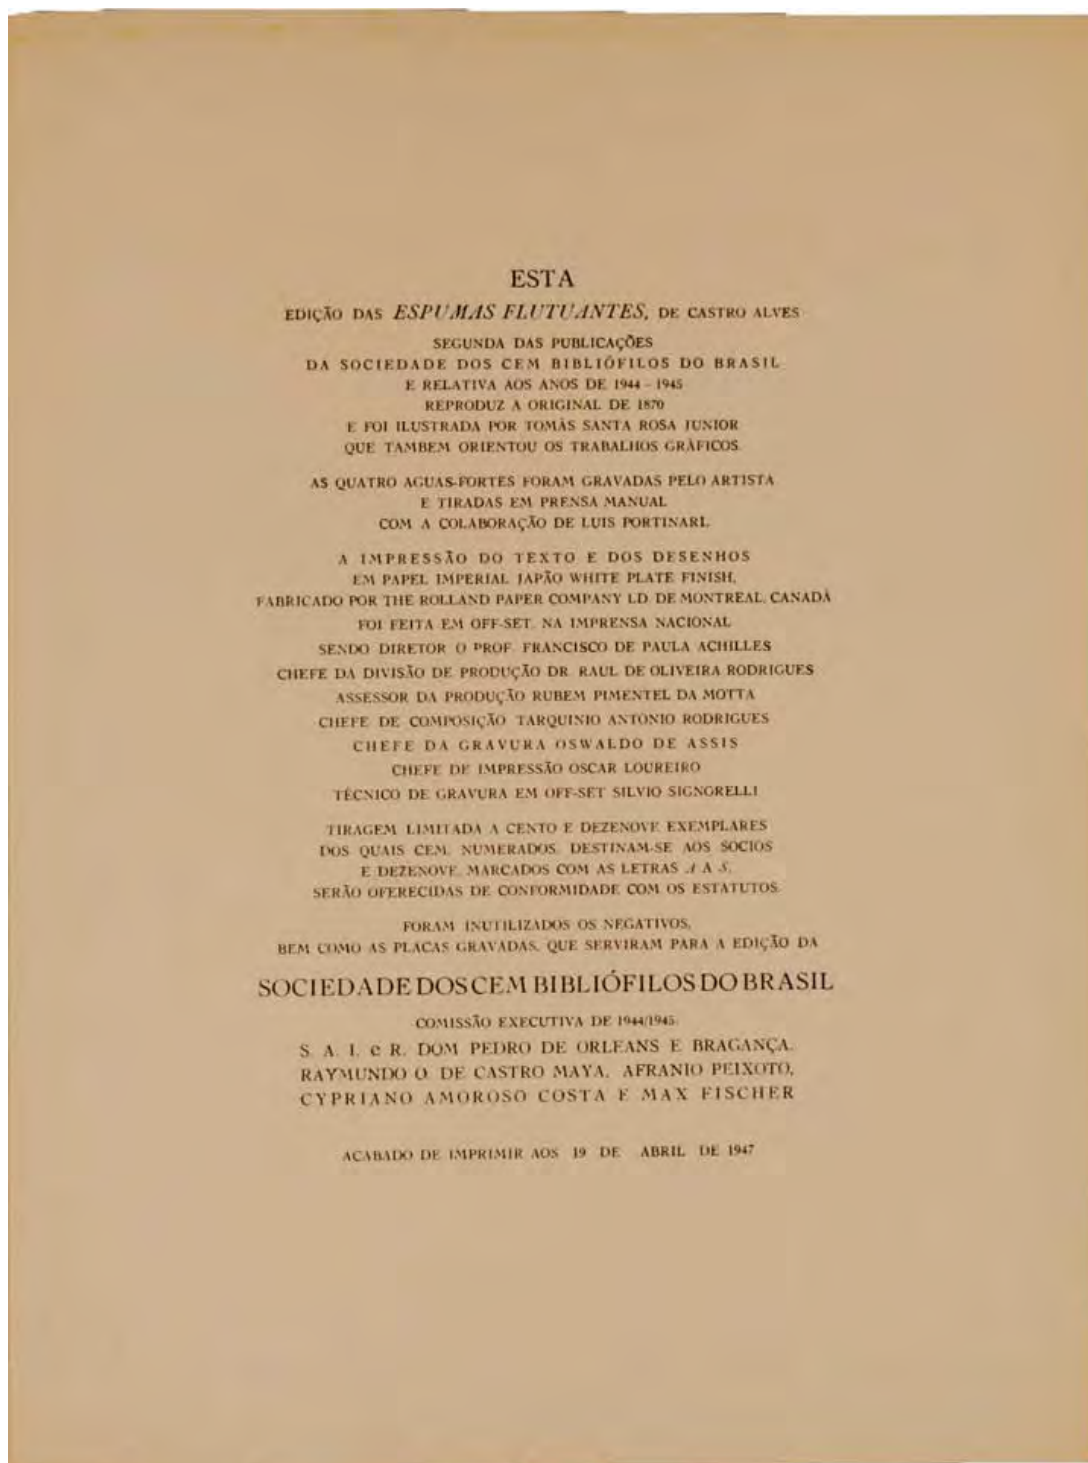 ESTA
EDIÇÃO DAS ESPUMAS FLUTUANTES, DE CASTRO ALVES
SEGUNDA DAS PUBLICAÇÕES
DA SOCIEDADE DOS CEM BIBLIÓFILOS DO BRASIL
E RELATIVA AOS ANOS DE 1944 - 1945
REPRODUZ A ORIGINAL DE 1870
E FOI ILUSTRADA POR TOMÁS SANTA ROSA JUNIOR
QUE TAMBEM ORIENTOU OS TRABALHOS GRÁFICOS.
AS QUATRO AGUAS-FORTES FORAM GRAVADAS PELO ARTISTA
E TIRADAS EM PRENSA MANUAL
COM A COLABORAÇÃO DE LUIS PORTINARI.
A IMPRESSÃO DO TEXTO E DOS DESENHOS
EM PAPEL IMPERIAL JAPÃO WHITE PLATE FINISH,
FABRICADO POR THE ROLLAND PAPER COMPANY LD. DE MONTREAL, CANADÁ
FOI FEITA EM OFF-SET, NA IMPRENSA NACIONAL
SENDO DIRETOR O PROF. FRANCISCO DE PAULA ACHILLES
CHEFE DA DIVISÃO DE PRODUÇÃO DR. RAUL DE OLIVEIRA RODRIGUES
ASSESSOR DA PRODUÇÃO RUBEM PIMENTEL DA MOTTA
CHEFE DE COMPOSIÇÃO TARQUINIO ANTONIO RODRIGUES
CHEFE DA GRAVURA OSWALDO DE ASSIS
CHEFE DE IMPRESSÃO OSCAR LOUREIRO
TÉCNICO DE GRAVURA EM OFF-SET SILVIO SIGNORELLI
TIRAGEM LIMITADA A CENTO E DEZENOVE EXEMPLARES
DOS QUAIS CEM, NUMERADOS, DESTINAM-SE AOS SOCIOS
E DEZENOVE, MARCADOS COM AS LETRAS A A S,
SERÃO OFERECIDAS DE CONFORMIDADE COM OS ESTATUTOS.
FORAM INUTILIZADOS OS NEGATIVOS,
BEM COMO AS PLACAS GRAVADAS, QUE SERVIRAM PARA A EDIÇÃO DA
SOCIEDADE DOS CEM BIBLIÓFILOS DO BRASIL
COMISSÃO EXECUTIVA DE 1944/1945
S. A. I. e R. DOM PEDRO DE ORLEANS E BRAGANÇA,
RAYMUNDO O. DE CASTRO MAYA, AFRANIO PEIXOTO,
CYPRIANO AMOROSO COSTA E MAX FISCHER
ACABADO DE IMPRIMIR AOS 19 DE ABRIL DE 1947